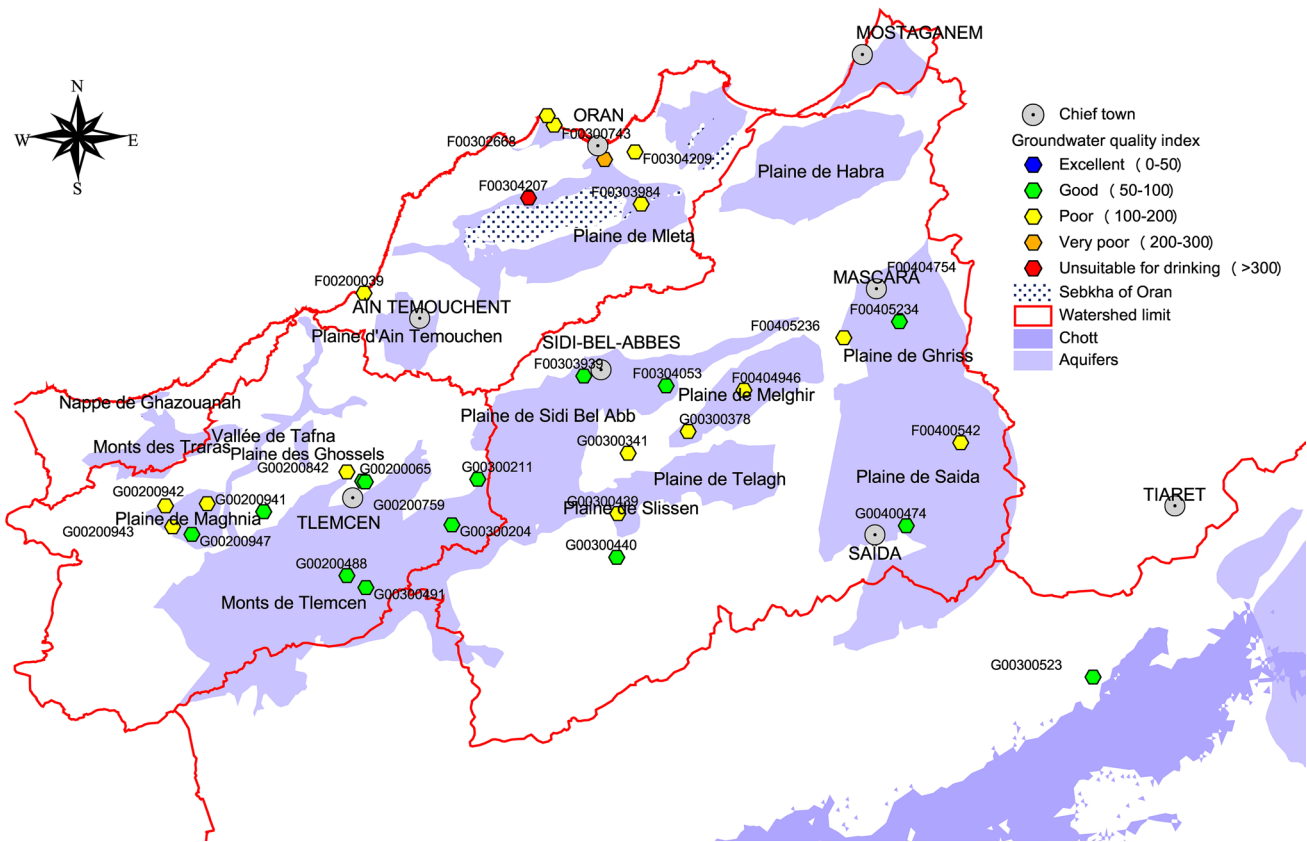 MOSTAGANEM
N
W
E
S
ORAN
F00300743
F00302668
F00304209
F00304207
F00303984
Plaine de Habra
Plaine de Mleta
Chief town
Groundwater quality index
Excellent ( 0-50)
Good ( 50-100)
Poor ( 100-200)
Very poor ( 200-300)
Unsuitable for drinking ( >300)
Sebkha of Oran
Watershed limit
Chott
Aquifers
F00404754
MASCARA
F00405234
F00405236
Plaine de Ghriss
F00200039
AIN TEMOUCHENT
Plaine d'Ain Temouchen
SIDI-BEL-ABBES
F00303939
F00304053
F00404946
Plaine de Melghir
Plaine de Sidi Bel Abb
G00300378
G00300341
F00400542
Nappe de Ghazouanah
Vallée de Tafna
Monts des Traras
Plaine des Ghossels
G00200842
G00200065
G00300211
Plaine de Telagh
Plaine de Saida
G00200942
G00200941
G00200759
G00300439
Plaine de Slissen
G00400474
TIARET
Plaine de Maghnia
TLEMCEN
G00200943
G00200947
G00300204
G00300440
SAIDA
G00200488
G00300491
Monts de Tlemcen
G00300523